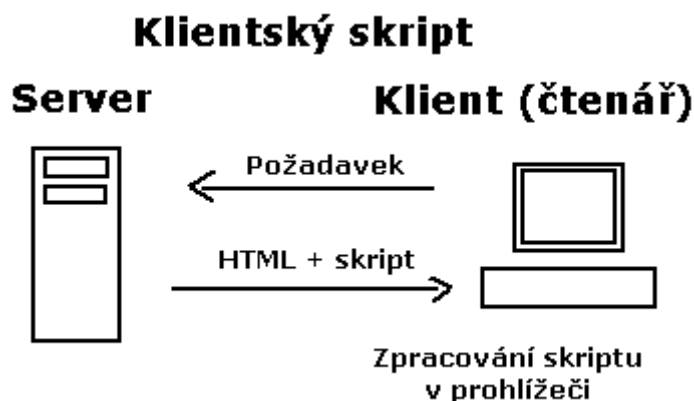 Klientský skript
Server
Klient (čtenář)
Požadavek
HTML + skript
Zpracování skriptu
v prohlížeči